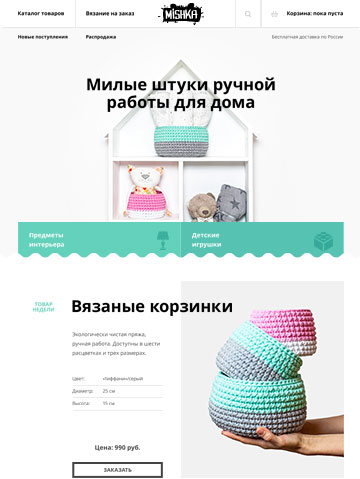 Каталог товаров
Вязание на заказ
MiSHKA
Корзина: пока пуста
Новые поступления
Распродажа
Бесплатная доставка по России
Милые штуки ручной
работы для дома
Предметы
интерьера
Детские
игрушки
ТОВАР
НЕДЕЛИ
Вязаные корзинки
Экологически чистая пряжа,
ручная работа. Доступны в шести
расцветках и трех размерах.
Цвет: «тиффани»/серый
Диаметр: 25 см
Высота: 15 см
Цена: 990 руб.
ЗАКАЗАТЬ